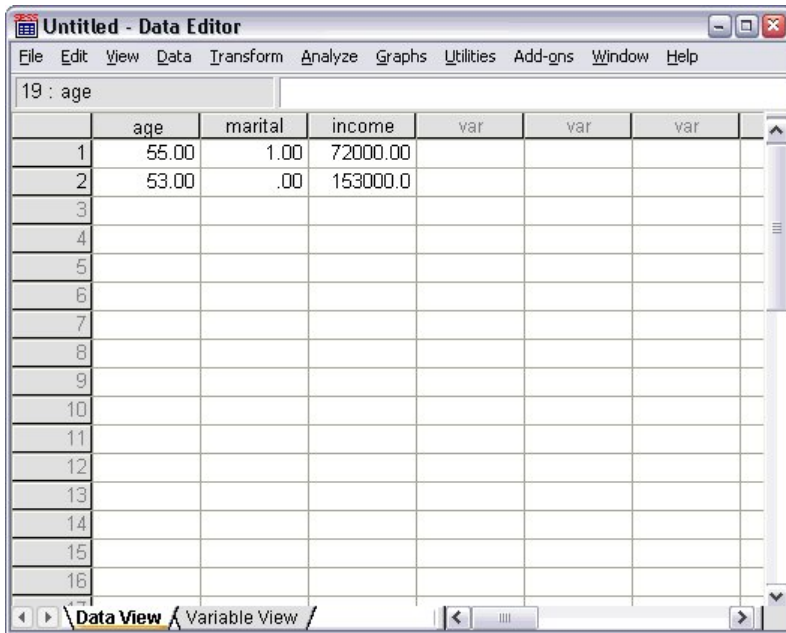 Untitled - Data Editor
File Edit View Data Transform Analyze Graphs Utilities Add-ons Window Help
19 : age
age marital income var var var
1 55.00 1.00 72000.00
2 53.00 .00 153000.0
3
4
5
6
7
8
9
10
11
12
13
14
15
16
17
Data View Variable View